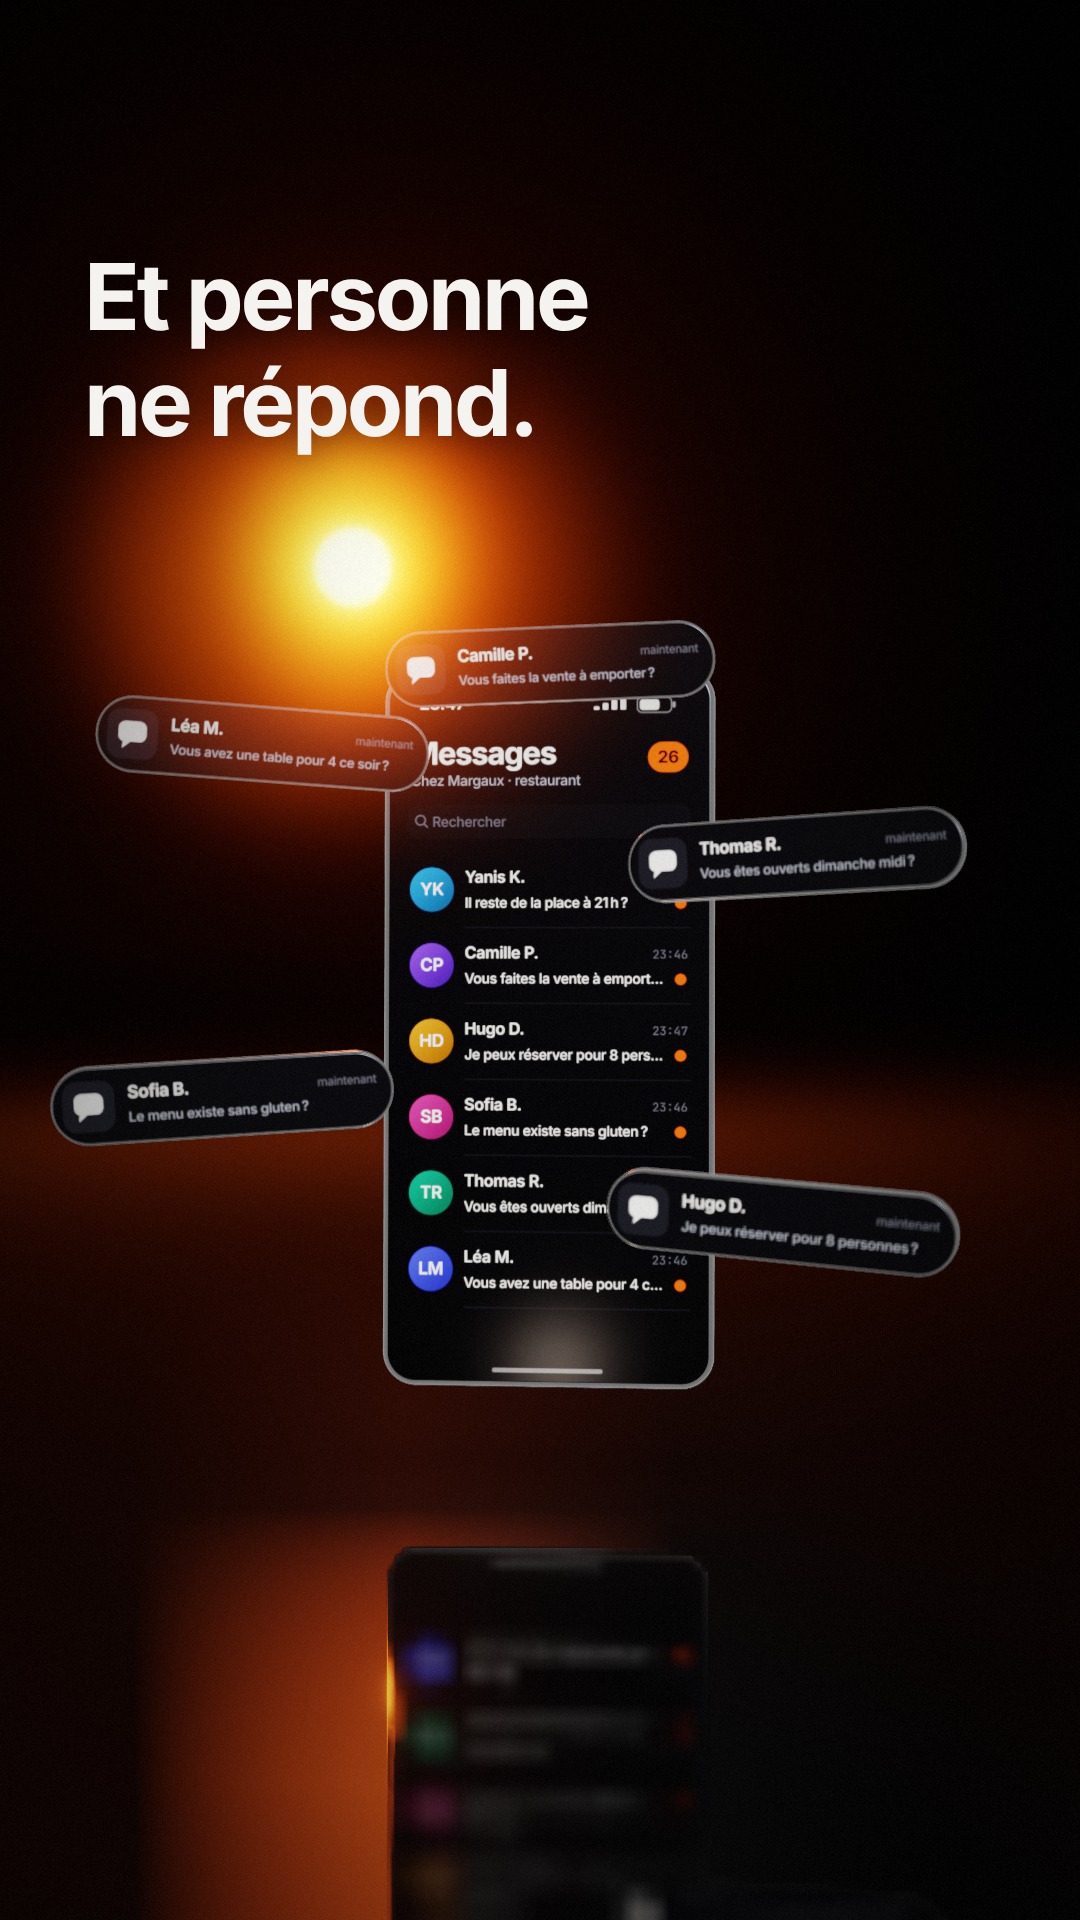 Et personne
ne répond.
Camille P.
maintenant
Vous faites la vente à emporter ?
Léa M.
maintenant
Vous avez une table pour 4 ce soir ?
Messages
26
Chez Margaux · restaurant
Rechercher
Thomas R.
maintenant
Vous êtes ouverts dimanche midi ?
YK
Yanis K.
Il reste de la place à 21 h ?
CP
Camille P.
23:46
Vous faites la vente à emport...
HD
Hugo D.
23:47
Je peux réserver pour 8 pers...
Sofia B.
maintenant
Le menu existe sans gluten ?
SB
Sofia B.
23:46
Le menu existe sans gluten ?
TR
Thomas R.
Vous êtes ouverts dim
Hugo D.
maintenant
Je peux réserver pour 8 personnes ?
LM
Léa M.
23:46
Vous avez une table pour 4 c...